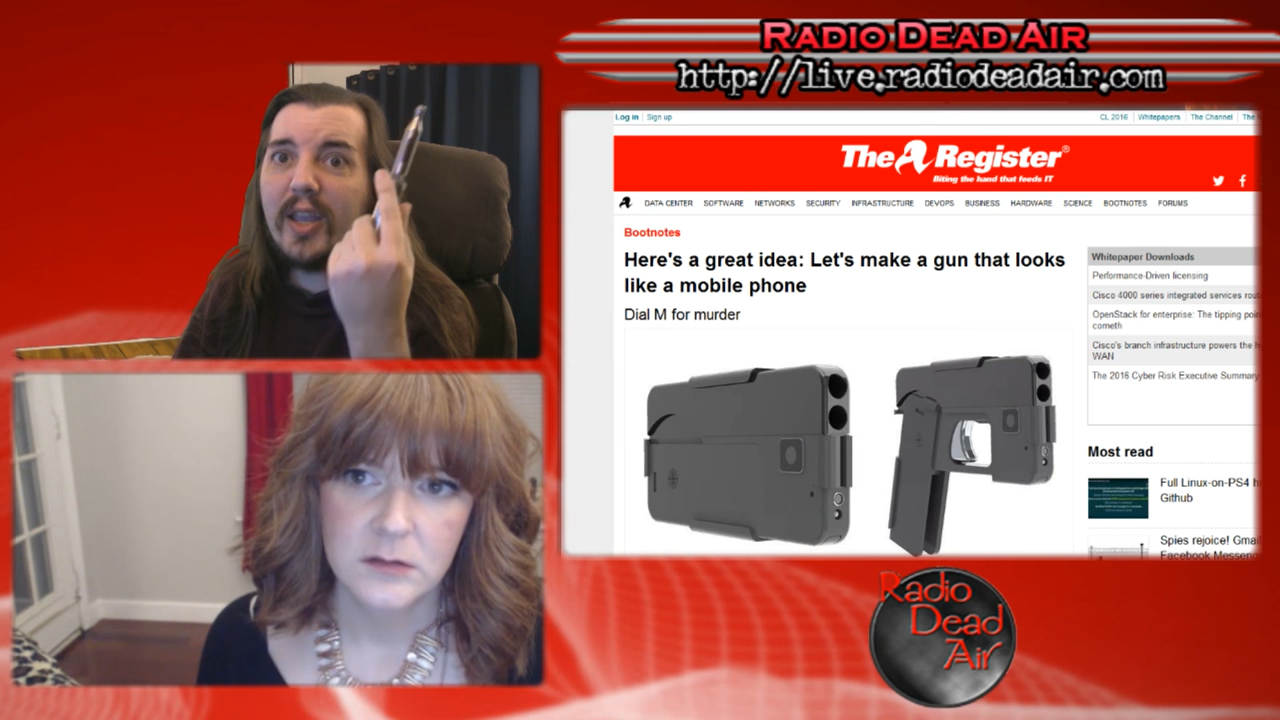 Radio Dead Air
http://live.radiodeadair.com
Log in | Sign up
CL 2016 | Whitepapers | The Channel | The
The Register®
Biting the hand that feeds IT
DATA CENTER SOFTWARE NETWORKS SECURITY INFRASTRUCTURE DEVOPS BUSINESS HARDWARE SCIENCE BOOTNOTES FORUMS
Bootnotes
Here's a great idea: Let's make a gun that looks
like a mobile phone
Dial M for murder
Whitepaper Downloads
Performance-Driven licensing
Cisco 4000 series integrated services
OpenStack for enterprise: The tipping
cometh
Cisco's branch infrastructure powers the
WAN
The 2016 Cyber Risk Executive Summary
Most read
Full Linux-on-PS4
Github
Spies rejoice!
Facebook
Radio
Dead
Air